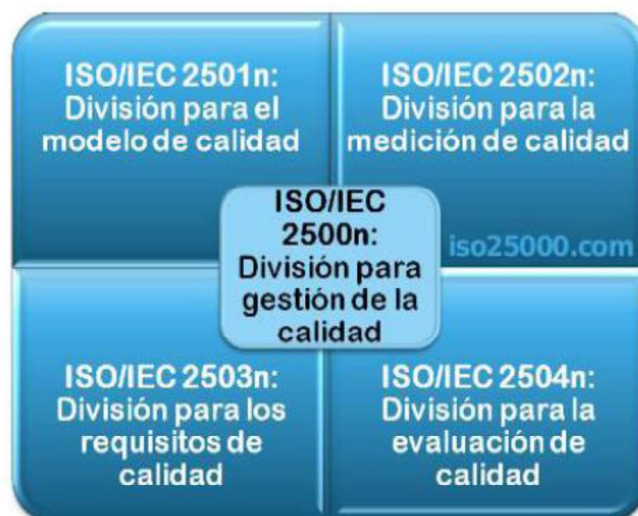 ISO/IEC 2501n:
División para el
modelo de calidad
ISO/IEC 2502n:
División para la
medición de calidad
ISO/IEC
2500n:
División para
gestión de la
calidad
iso25000.com
ISO/IEC 2503n:
División para los
requisitos de
calidad
ISO/IEC 2504n:
División para la
evaluación de
calidad